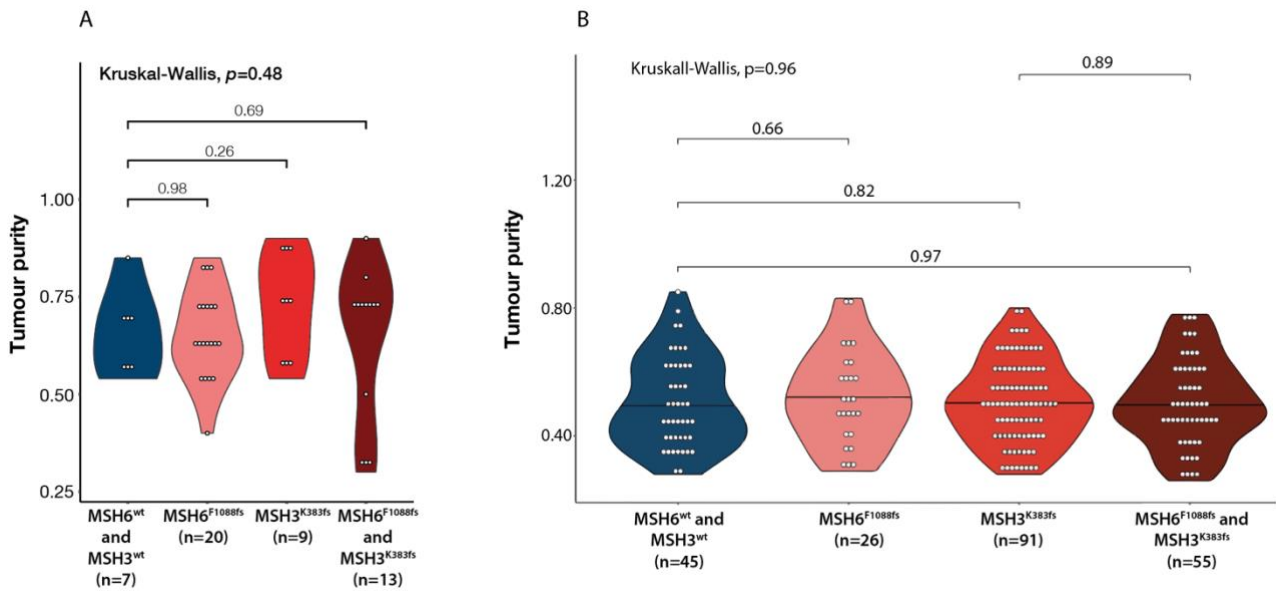 A
Kruskal-Wallis, p=0.48
0.69
0.26
0.98
Tumour purity
1.00
0.75
0.50
0.25
MSH6wt
and
MSH3wt
(n=7)
MSH6F1088fs
(n=20)
MSH3K383fs
(n=9)
MSH6F1088fs
and
MSH3K383fs
(n=13)
B
Kruskall-Wallis, p=0.96
0.89
0.66
0.82
0.97
Tumour purity
1.20
0.80
0.40
MSH6wt and
MSH3wt
(n=45)
MSH6F1088fs
(n=26)
MSH3K383fs
(n=91)
MSH6F1088fs and
MSH3K383fs
(n=55)